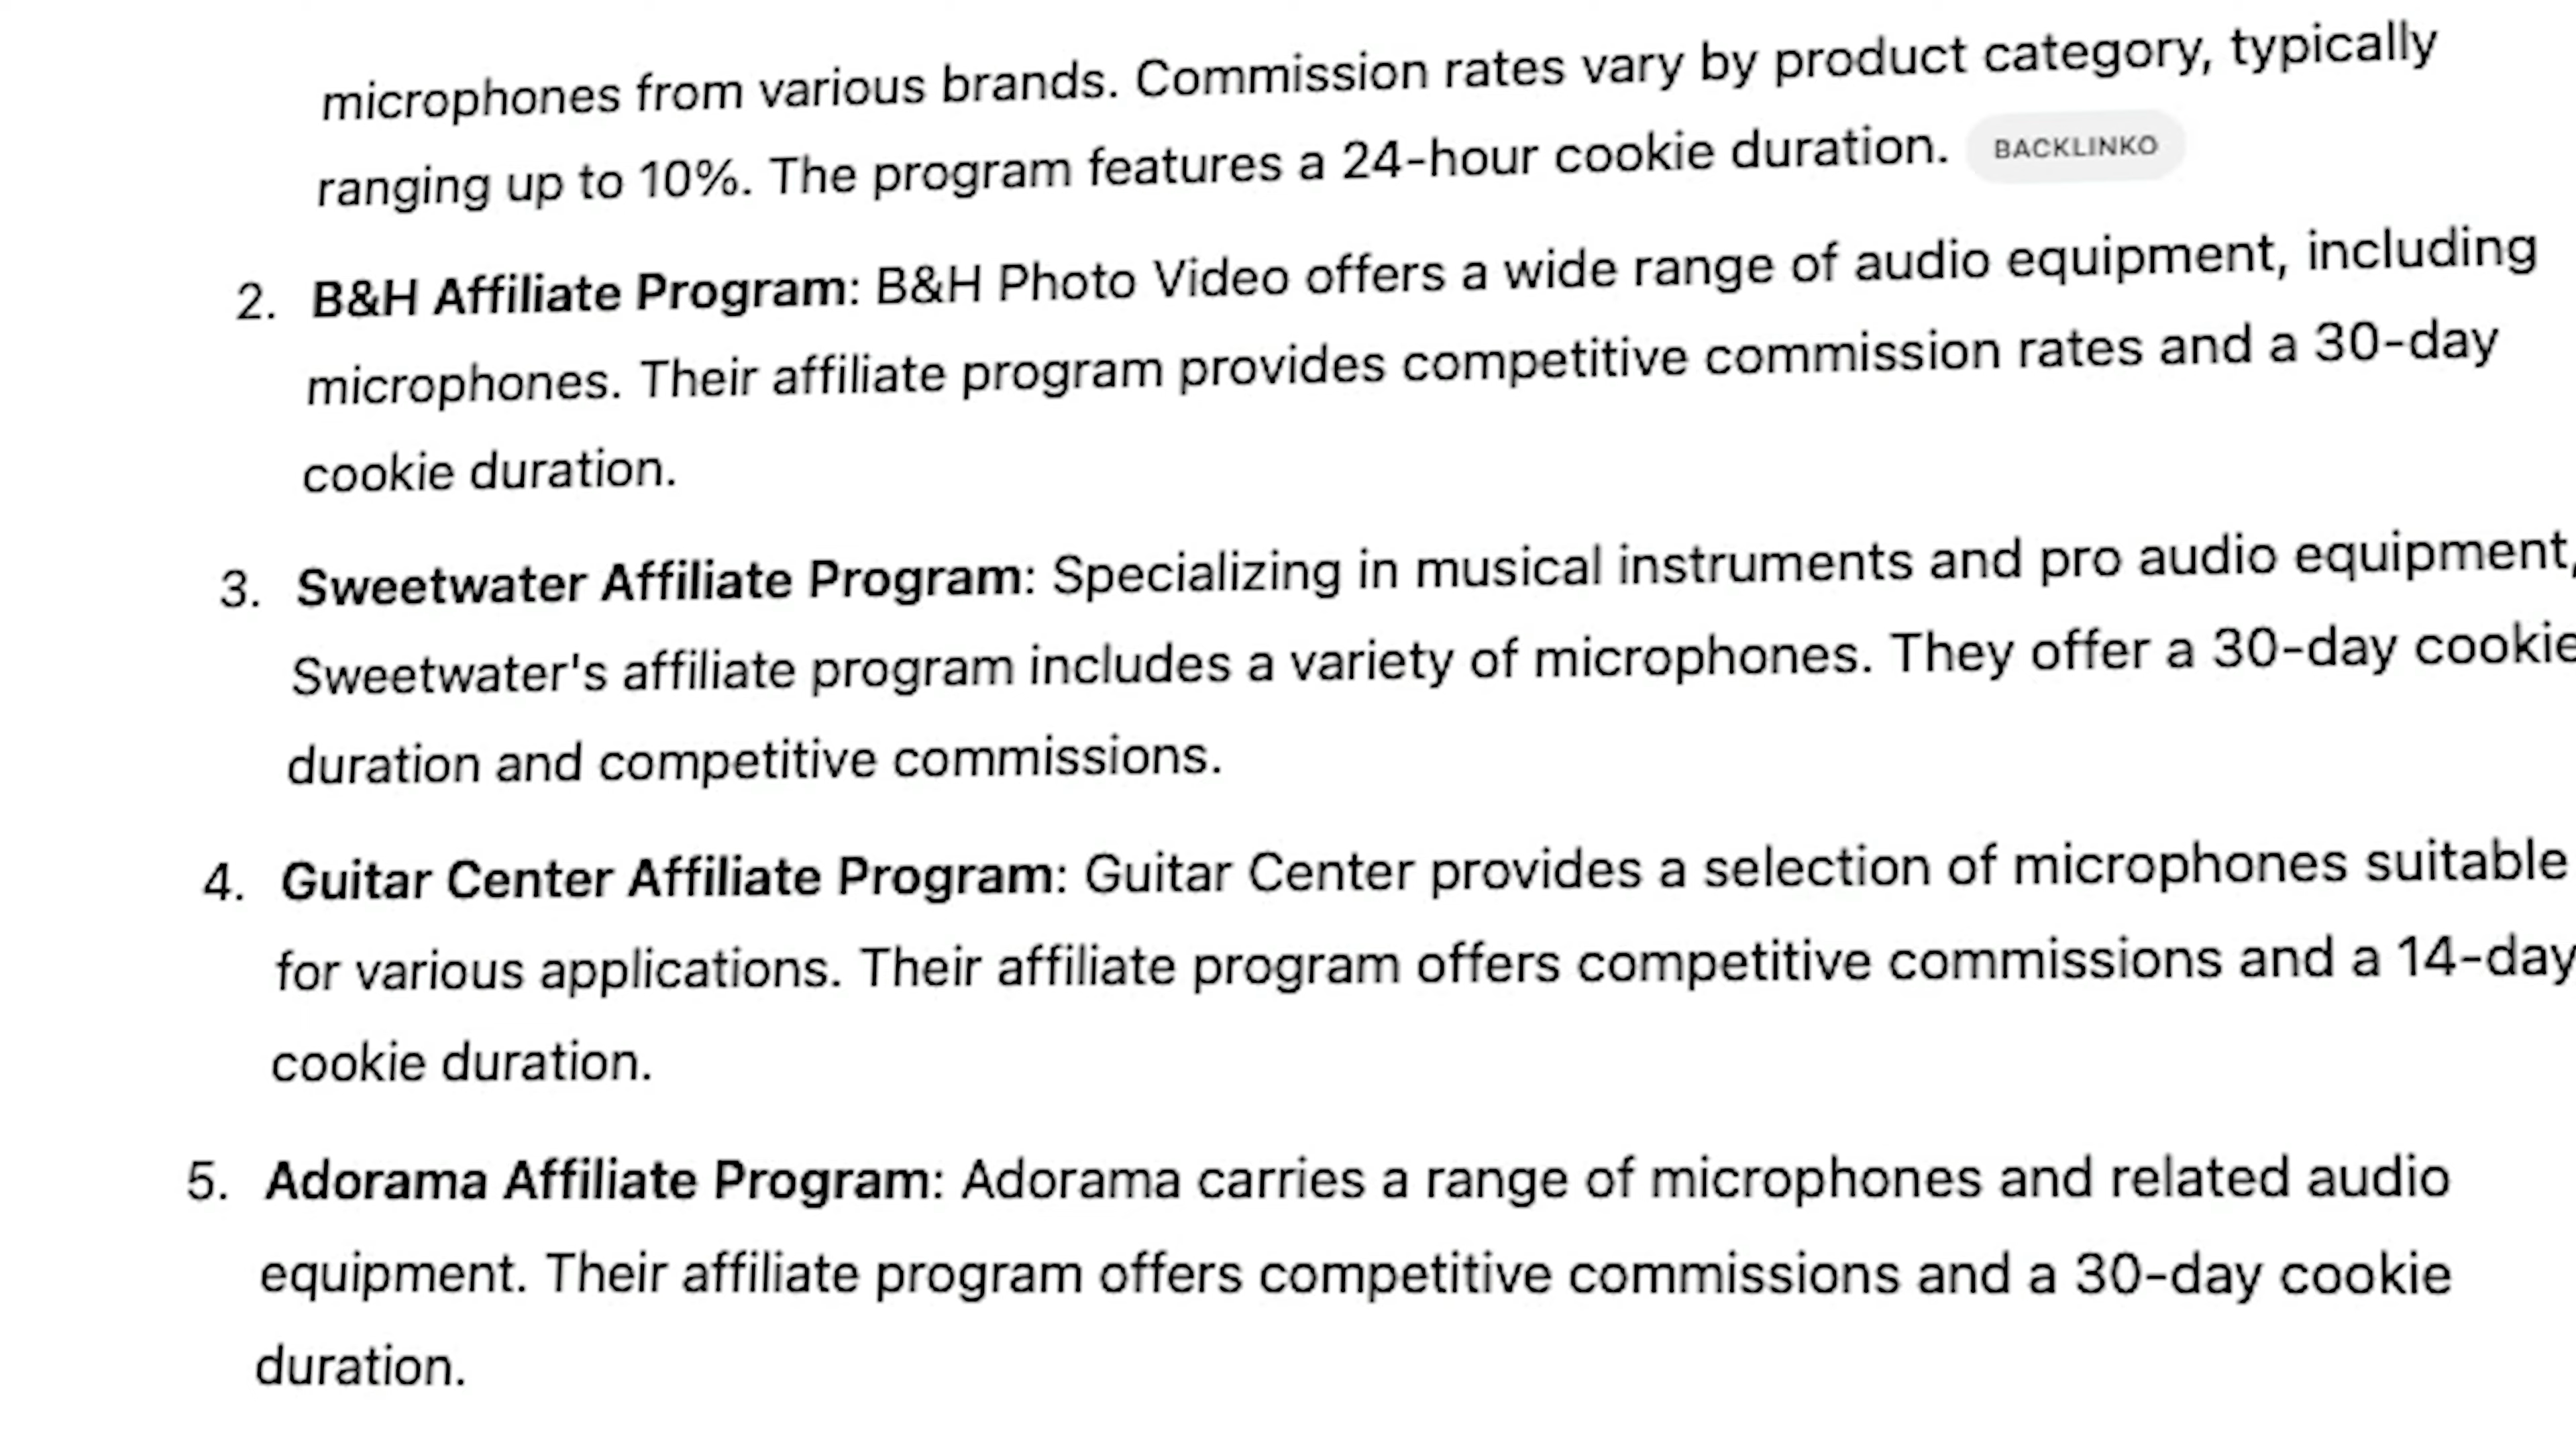 microphones from various brands. Commission rates vary by product category, typically
ranging up to 10%. The program features a 24-hour cookie duration. BACKLINKO
2. B&H Affiliate Program: B&H Photo Video offers a wide range of audio equipment, including
microphones. Their affiliate program provides competitive commission rates and a 30-day
cookie duration.
3. Sweetwater Affiliate Program: Specializing in musical instruments and pro audio equipment,
Sweetwater's affiliate program includes a variety of microphones. They offer a 30-day cookie
duration and competitive commissions.
4. Guitar Center Affiliate Program: Guitar Center provides a selection of microphones suitable
for various applications. Their affiliate program offers competitive commissions and a 14-day
cookie duration.
5. Adorama Affiliate Program: Adorama carries a range of microphones and related audio
equipment. Their affiliate program offers competitive commissions and a 30-day cookie
duration.